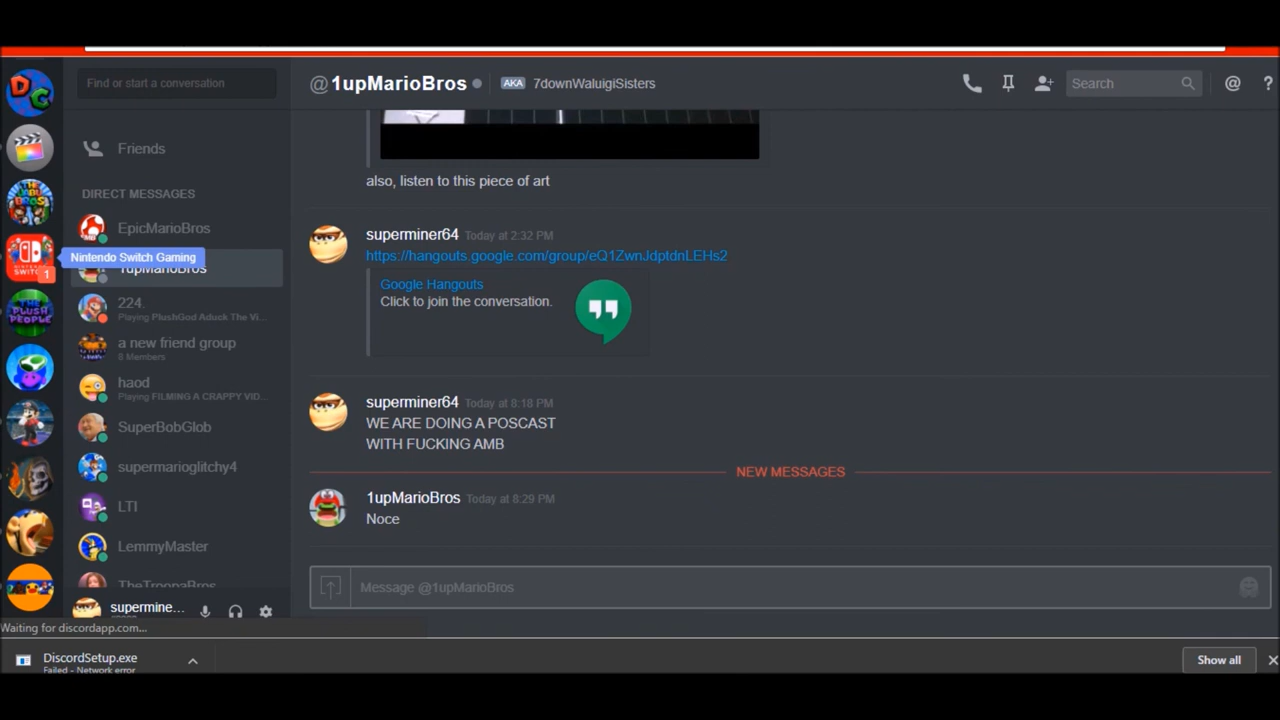 Find or start a conversation
@1upMarioBros
AKA 7downWaluigiSisters
Search
@
?
DG
Friends
also, listen to this piece of art
DIRECT MESSAGES
EpicMarioBros
superminer64 Today at 2:32 PM
https://hangouts.google.com/group/eQ1ZwnJdptdnLEHs2
Nintendo Switch Gaming
1upMarioBros
1
Google Hangouts
Click to join the conversation.
224.
Playing PlushGod Aduck The Vi...
THE PLUSH PEOPLE
a new friend group
8 Members
haod
Playing FILMING A CRAPPY VID...
superminer64 Today at 8:18 PM
WE ARE DOING A POSCAST
WITH FUCKING AMB
SuperBobGlob
supermarioglitchy4
NEW MESSAGES
1upMarioBros Today at 8:29 PM
Noce
LTI
LemmyMaster
TheTroopaBros
Message @1upMarioBros
supermine...
Waiting for discordapp.com...
DiscordSetup.exe
Failed - Network error
Show all